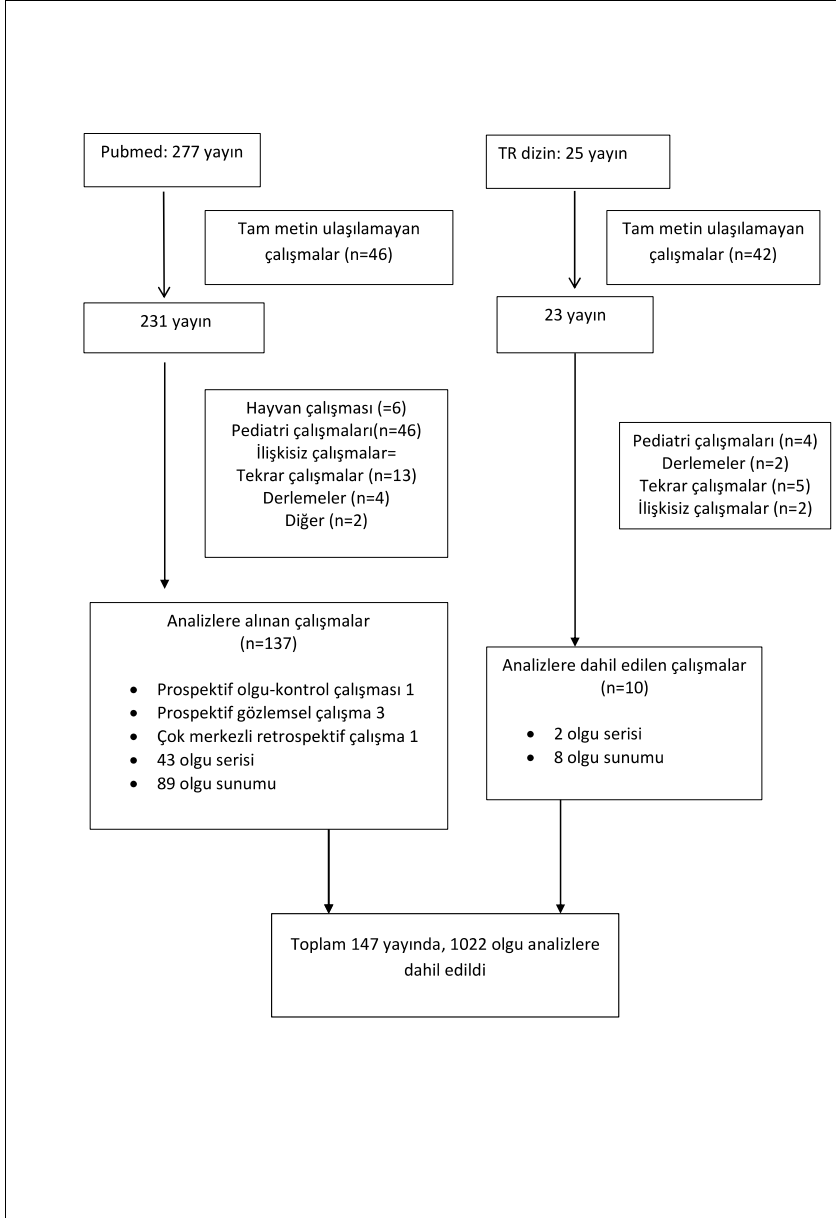 Pubmed: 277 yayın
TR dizin: 25 yayın
Tam metin ulaşılamayan
çalışmalar (n=46)
Tam metin ulaşılamayan
çalışmalar (n=42)
231 yayın
23 yayın
Hayvan çalışması (=6)
Pediatri çalışmaları(n=46)
İlişkisiz çalışmalar=
Tekrar çalışmalar (n=13)
Derlemeler (n=4)
Diğer (n=2)
Pediatri çalışmaları (n=4)
Derlemeler (n=2)
Tekrar çalışmalar (n=5)
İlişkisiz çalışmalar (n=2)
Analizlere alınan çalışmalar
(n=137)
• Prospektif olgu-kontrol çalışması 1
• Prospektif gözlemsel çalışma 3
• Çok merkezli retrospektif çalışma 1
• 43 olgu serisi
• 89 olgu sunumu
Analizlere dahil edilen çalışmalar
(n=10)
• 2 olgu serisi
• 8 olgu sunumu
Toplam 147 yayında, 1022 olgu analizlere
dahil edildi